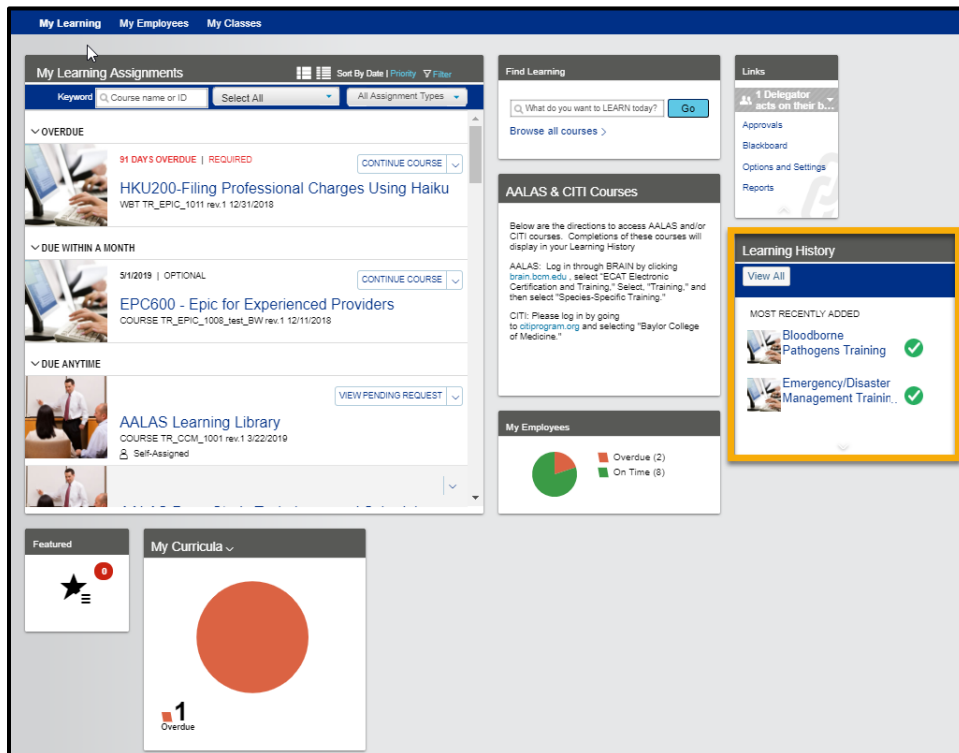 My Learning My Employees My Classes
My Learning Assignments Sort By Date | Priority Filter
Keyword Course name or ID Select All All Assignment Types
OVERDUE
91 DAYS OVERDUE | REQUIRED CONTINUE COURSE
HKU200-Filing Professional Charges Using Haiku
WBT TR_EPIC_1011 rev.1 12/31/2018
DUE WITHIN A MONTH
5/1/2019 | OPTIONAL CONTINUE COURSE
EPC600 - Epic for Experienced Providers
COURSE TR_EPIC_1008_test_BW rev.1 12/11/2018
DUE ANYTIME
VIEW PENDING REQUEST
AALAS Learning Library
COURSE TR_CCM_1001 rev.1 3/22/2019
Self-Assigned
Find Learning
What do you want to LEARN today? Go
Browse all courses >
AALAS & CITI Courses
Below are the directions to access AALAS and/or
CITI courses. Completions of these courses will
display in your Learning History
AALAS: Log in through BRAIN by clicking
brain.bcm.edu , select "ECAT Electronic
Certification and Training," Select, "Training," and
then select "Species-Specific Training."
CITI: Please log in by going
to citiprogram.org and selecting "Baylor College
of Medicine."
My Employees
Overdue (2)
On Time (8)
Links
1 Delegator
acts on their b...
Approvals
Blackboard
Options and Settings
Reports
Learning History
View All
MOST RECENTLY ADDED
Bloodborne
Pathogens Training
Emergency/Disaster
Management Trainin..
Featured
0
My Curricula
1
Overdue